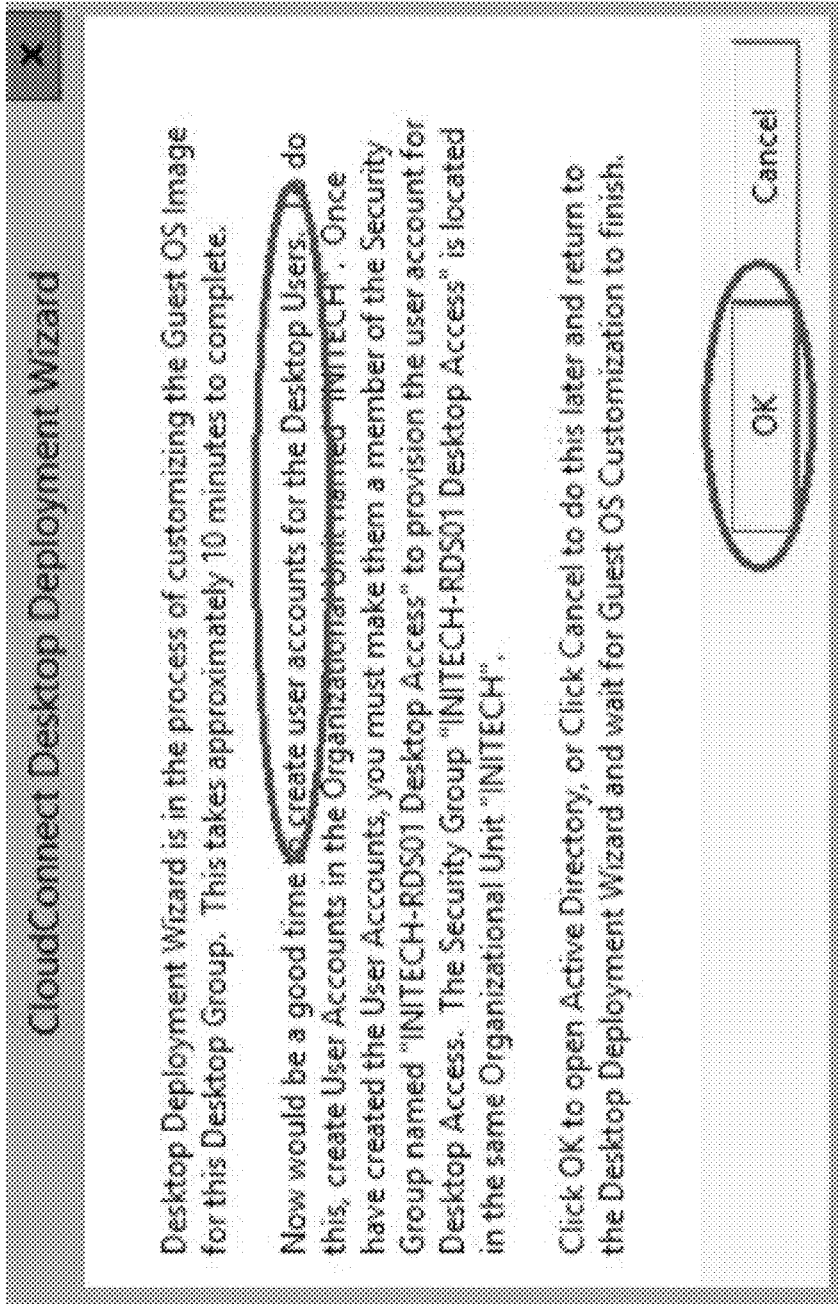 CloudConnect Desktop Deployment Wizard
X
Desktop Deployment Wizard is in the process of customizing the Guest OS Image
for this Desktop Group. This takes approximately 10 minutes to complete.
Now would be a good time to create user accounts for the Desktop Users. To do
this, create User Accounts in the Organizational Unit named "INITECH". Once
have created the User Accounts, you must make them a member of the Security
Group named "INITECH-RDS01 Desktop Access" to provision the user account for
Desktop Access. The Security Group "INITECH-RDS01 Desktop Access" is located
in the same Organizational Unit "INITECH".
Click OK to open Active Directory, or Click Cancel to do this later and return to
the Desktop Deployment Wizard and wait for Guest OS Customization to finish.
OK
Cancel